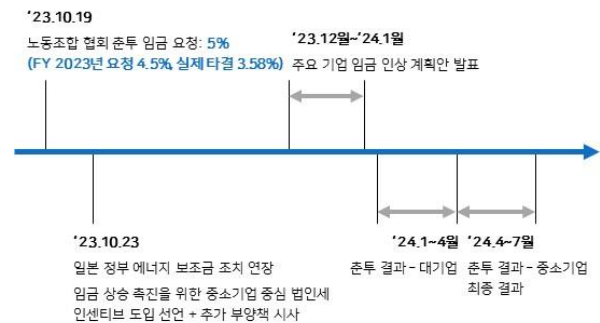 ‘23.10.19
노동조합 협회 춘투 임금 요청: 5%
(FY 2023년 요청 4.5%, 실제 타결 3.58%)
‘23.12월~’24.1월
주요 기업 임금 인상 계획안 발표
‘23.10.23
일본 정부 에너지 보조금 조치 연장
임금 상승 촉진을 위한 중소기업 중심 법인세
인센티브 도입 선언 + 추가 부양책 시사
‘24.1~4월
춘투 결과 – 대기업
‘24.4~7월
춘투 결과 – 중소기업
최종 결과